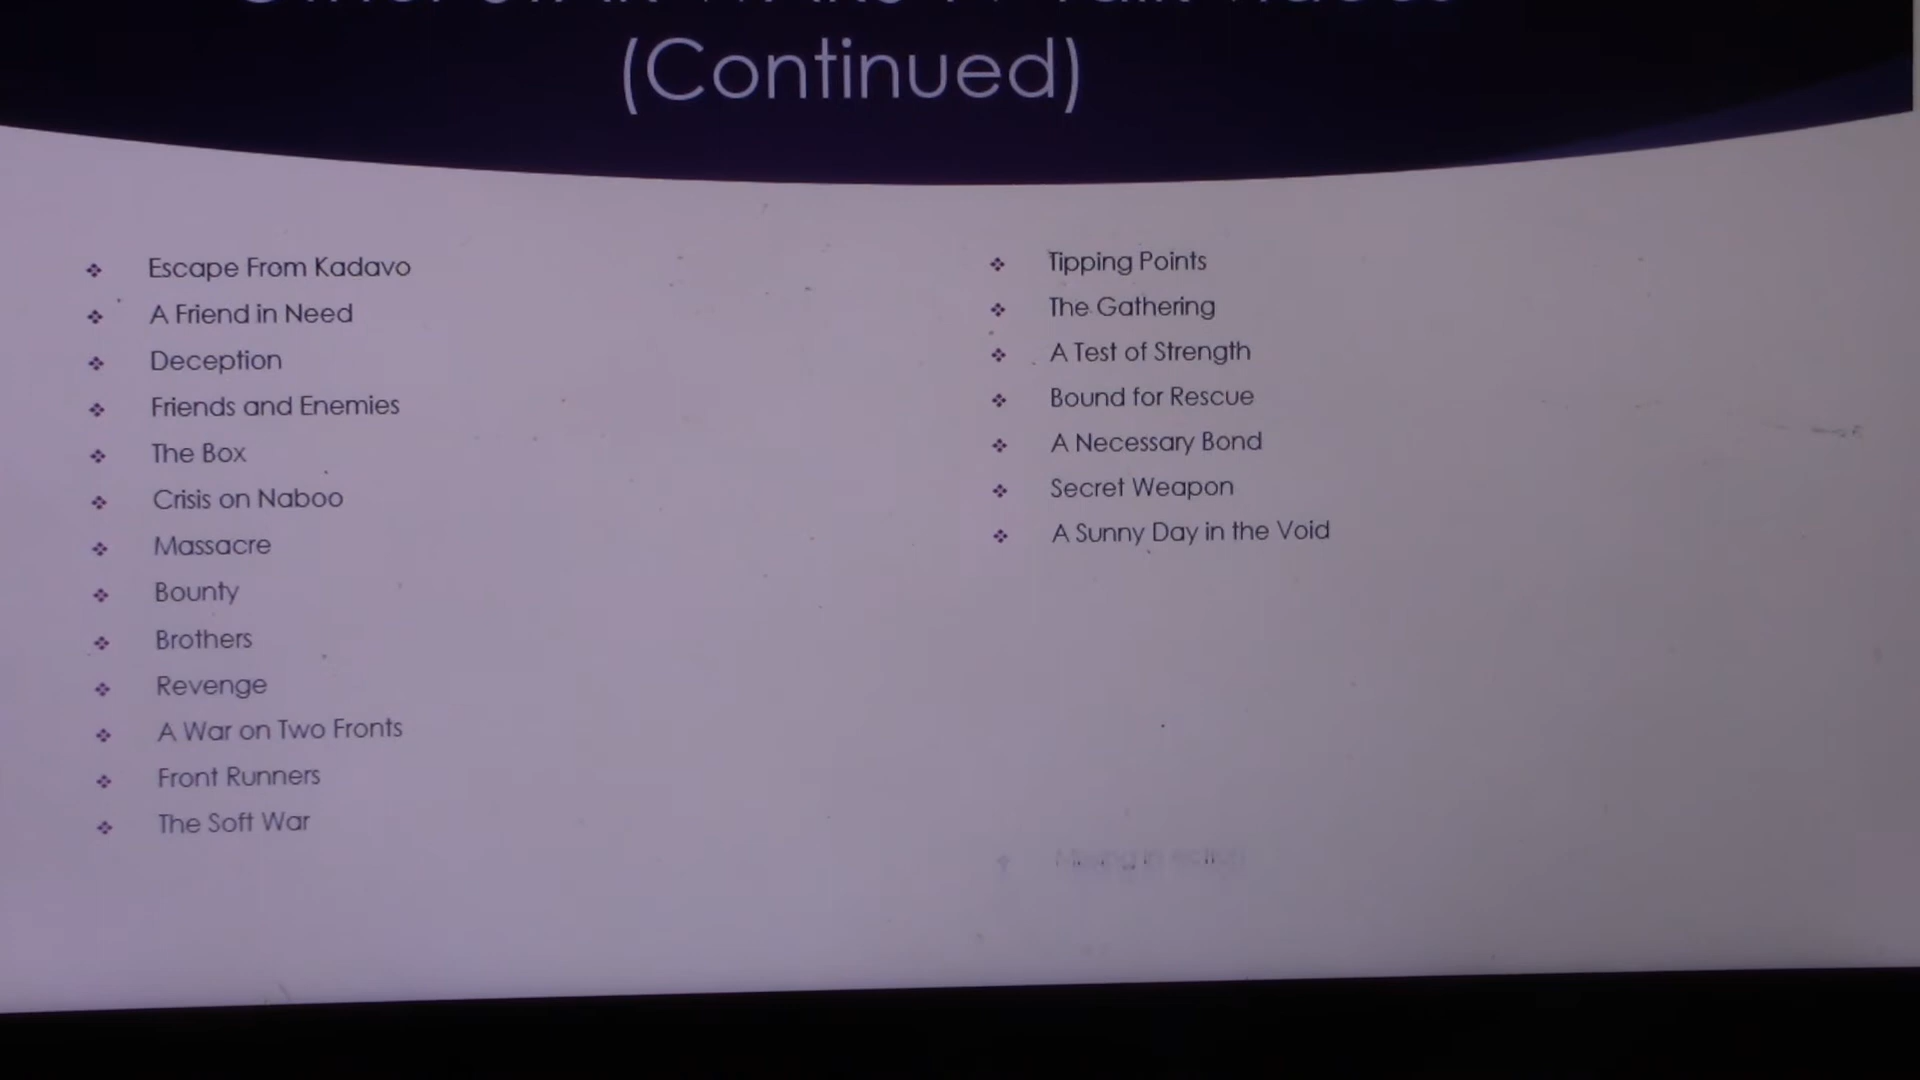 (Continued)
Escape From Kadavo
A Friend in Need
Deception
Friends and Enemies
The Box
Crisis on Naboo
Massacre
Bounty
Brothers
Revenge
A War on Two Fronts
Front Runners
The Soft War
Tipping Points
The Gathering
A Test of Strength
Bound for Rescue
A Necessary Bond
Secret Weapon
A Sunny Day in the Void